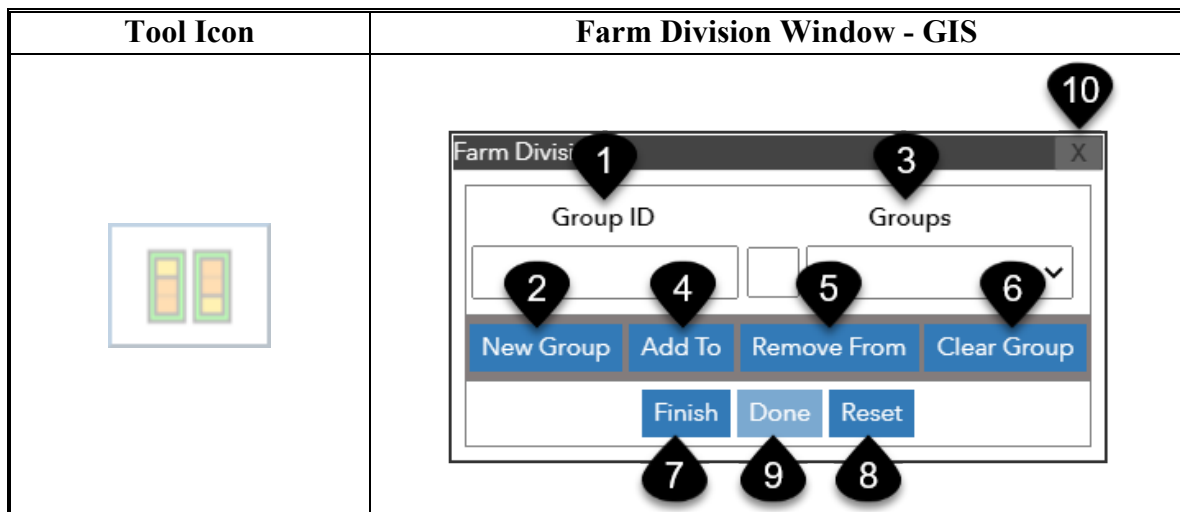 Tool Icon
Farm Division Window - GIS
10
Farm Divisi
1
3
X
Group ID
Groups
2
4
5
6
New Group
Add To
Remove From
Clear Group
Finish
Done
Reset
7
9
8